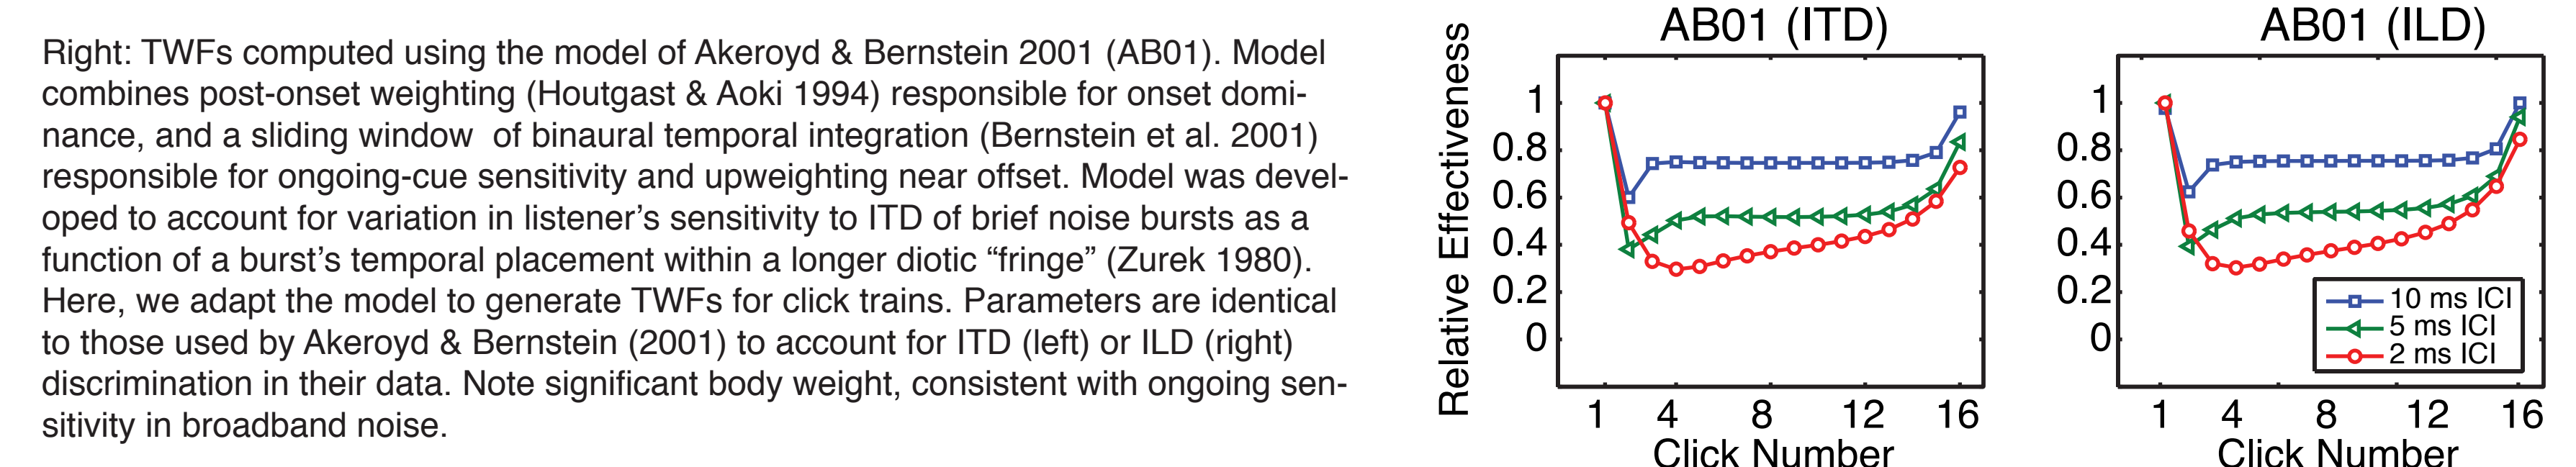 Right: TWFs computed using the model of Akeroyd & Bernstein 2001 (AB01). Model
combines post-onset weighting (Houtgast & Aoki 1994) responsible for onset domi-
nance, and a sliding window  of binaural temporal integration (Bernstein et al. 2001)
responsible for ongoing-cue sensitivity and upweighting near offset. Model was devel-
oped to account for variation in listener's sensitivity to ITD of brief noise bursts as a
function of a burst's temporal placement within a longer diotic “fringe” (Zurek 1980).
Here, we adapt the model to generate TWFs for click trains. Parameters are identical
to those used by Akeroyd & Bernstein (2001) to account for ITD (left) or ILD (right)
discrimination in their data. Note significant body weight, consistent with ongoing sen-
sitivity in broadband noise.
AB01 (ITD)
Relative Effectiveness
1
0.8
0.6
0.4
0.2
0
1 4 8 12 16
Click Number
AB01 (ILD)
1
0.8
0.6
0.4
0.2
0
10 ms ICI
5 ms ICI
2 ms ICI
1 4 8 12 16
Click Number